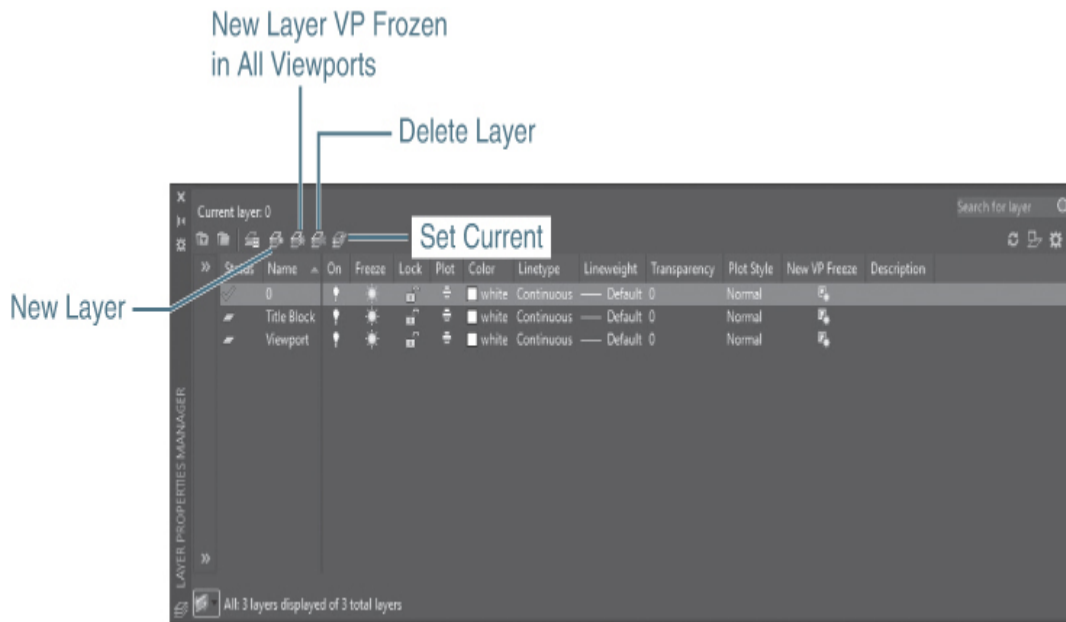 New Layer VP Frozen
in All Viewports
Delete Layer
Set Current
New Layer
Current layer: 0
Search for layer
Status Name On Freeze Lock Plot Color Linetype Lineweight Transparency Plot Style New VP Freeze Description
0 white Continuous Default 0 Normal
Title Block white Continuous Default 0 Normal
Viewport white Continuous Default 0 Normal
LAYER PROPERTIES MANAGER
All: 3 layers displayed of 3 total layers